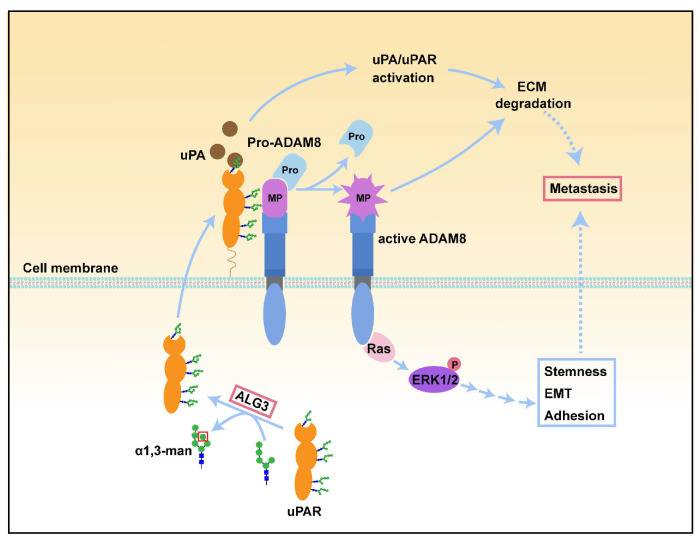 uPA/uPAR
activation
ECM
degradation
uPA
Pro-ADAM8
Pro
Pro
MP
MP
Metastasis
active ADAM8
Cell membrane
Ras
P
ERK1/2
Stemness
EMT
Adhesion
ALG3
α1,3-man
uPAR